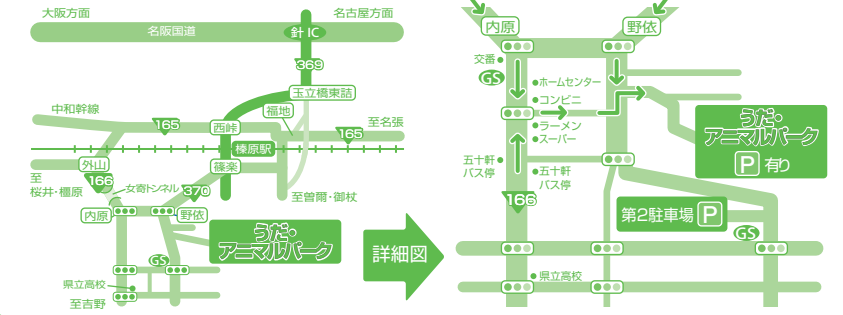 大阪方面
名古屋方面
名阪国道
針IC
369
玉立橋東詰
福地
中和幹線
165
西峠
至名張
165
榛原駅
外山
篠楽
至
桜井・橿原
166
女寄トンネル
370
至曽爾・御杖
内原
野依
うだ・
アニマルパーク
GS
県立高校
至吉野
詳細図
内原
野依
交番
GS
ホームセンター
コンビニ
ラーメン
スーパー
うだ・
アニマルパーク
P 有り
五十軒
バス停
五十軒
バス停
166
第2駐車場 P
GS
県立高校